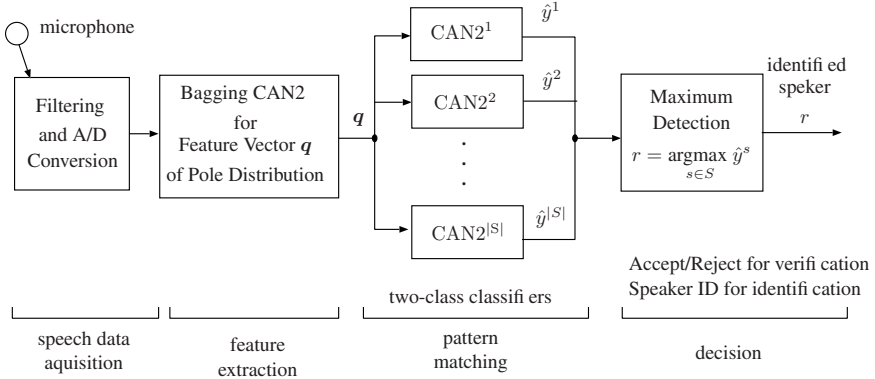 microphone
Filtering
and A/D
Conversion
Bagging CAN2
for
Feature Vector q
of Pole Distribution
q
CAN2¹
ŷ¹
CAN2²
ŷ²
CAN2^{|S|}
ŷ^{|S|}
Maximum
Detection
r = argmax ŷ^s
s∈S
identifi ed
speker
r
Accept/Reject for verifi cation
Speaker ID for identifi cation
two-class classifi ers
speech data
aquisition
feature
extraction
pattern
matching
decision